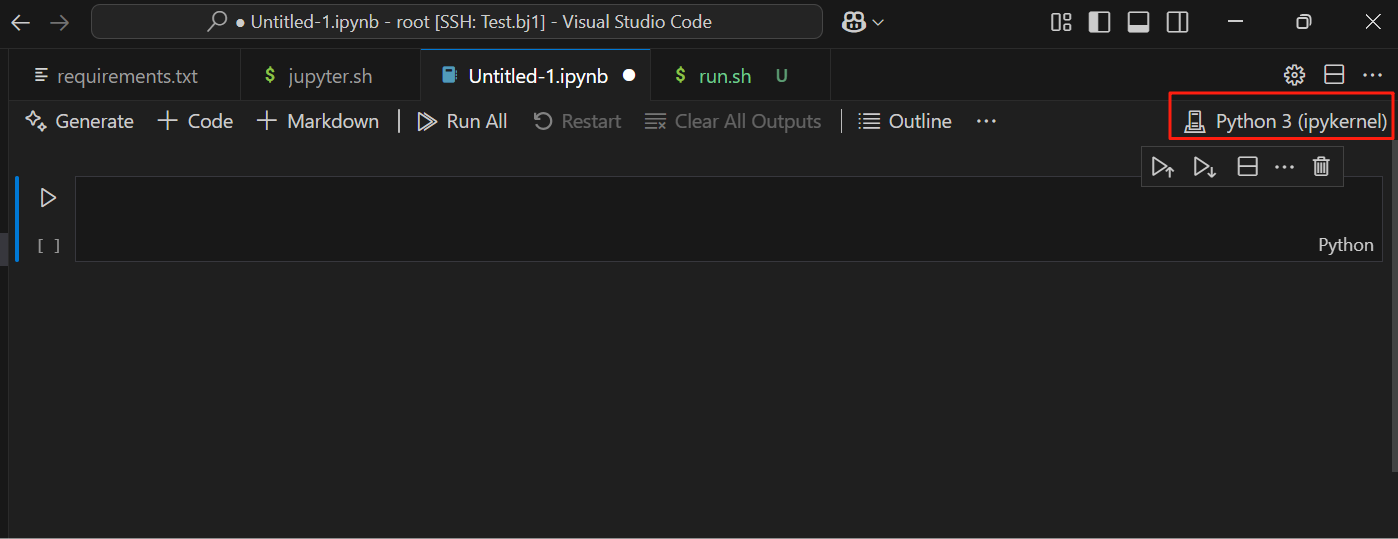 ● Untitled-1.ipynb - root [SSH: Test.bj1] - Visual Studio Code
requirements.txt $ jupyter.sh Untitled-1.ipynb ● $ run.sh U
Generate + Code + Markdown | Run All Restart Clear All Outputs | Outline ··· Python 3 (ipykernel)
[ ]
Python